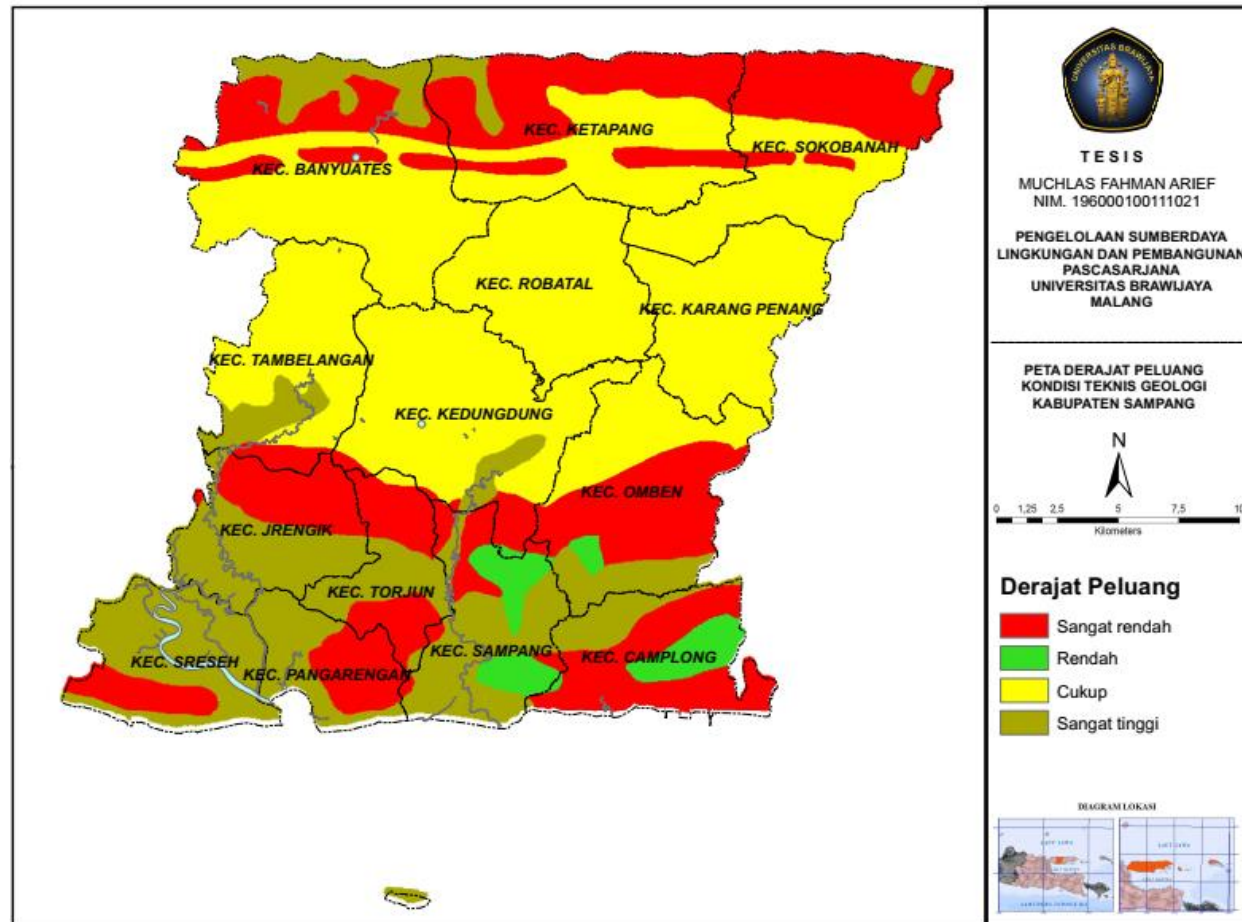 KEC. KETAPANG
KEC. SOKOBANAH
KEC. BANYUATES
KEC. ROBATAL
KEC. KARANG PENANG
KEC. TAMBELANGAN
KEC. KEDUNGDUNG
KEC. OMBEN
KEC. JRENGIK
KEC. TORJUN
KEC. SAMPANG
KEC. CAMPLONG
KEC. SRESEH
KEC. PANGARENGAN
UNIVERSITAS BRAWIJAYA
TESIS
MUCHLAS FAHMAN ARIEF
NIM. 196000100111021
PENGELOLAAN SUMBERDAYA
LINGKUNGAN DAN PEMBANGUNAN
PASCASARJANA
UNIVERSITAS BRAWIJAYA
MALANG
PETA DERAJAT PELUANG
KONDISI TEKNIS GEOLOGI
KABUPATEN SAMPANG
N
0 1,25 2,5 5 7,5 10
Kilometers
Derajat Peluang
Sangat rendah
Rendah
Cukup
Sangat tinggi
DIAGRAM LOKASI